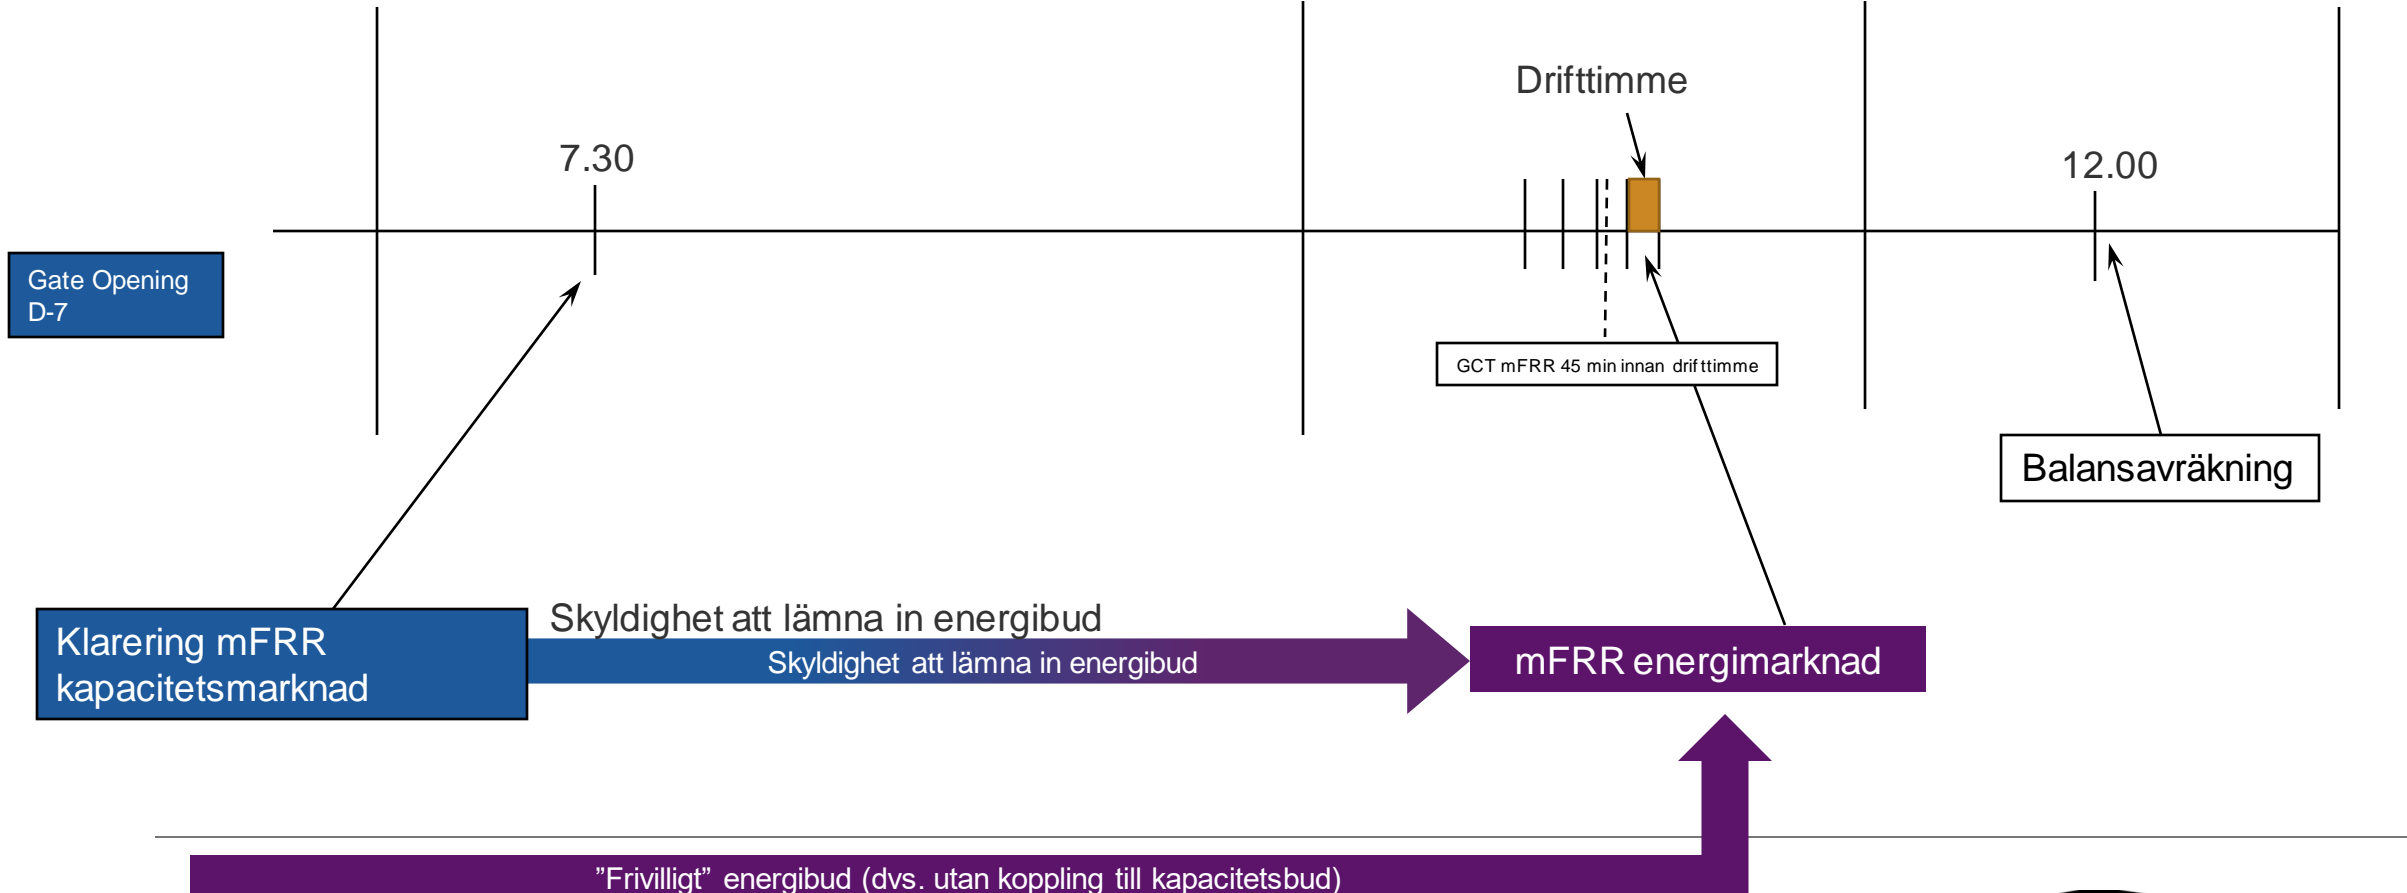 Drifttimme
7.30
12.00
Gate Opening
D-7
GCT mFRR 45 min innan drifttimme
Balansavräkning
Skyldighet att lämna in energibud
Klarering mFRR
kapacitetsmarknad
Skyldighet att lämna in energibud
mFRR energimarknad
”Frivilligt” energibud (dvs. utan koppling till kapacitetsbud)